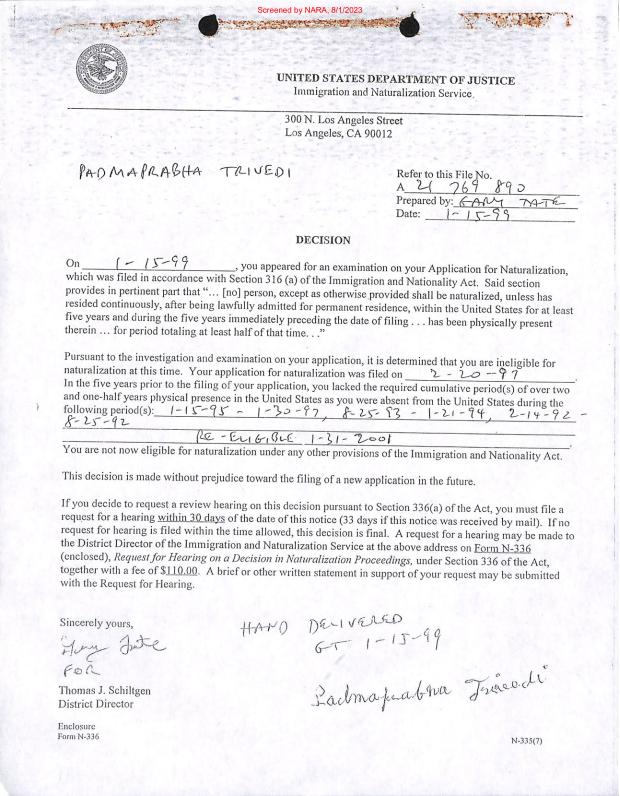 Screened by NARA, 8/1/2023
UNITED STATES DEPARTMENT OF JUSTICE
Immigration and Naturalization Service
300 N. Los Angeles Street
Los Angeles, CA 90012
PADMAPRABHA TRIVEDI
Refer to this File No.
A 21 769 890
Prepared by: GARY TATE
Date: 1-15-99
DECISION
On 1-15-99, you appeared for an examination on your Application for Naturalization,
which was filed in accordance with Section 316 (a) of the Immigration and Nationality Act. Said section
provides in pertinent part that “... [no] person, except as otherwise provided shall be naturalized, unless has
resided continuously, after being lawfully admitted for permanent residence, within the United States for at least
five years and during the five years immediately preceding the date of filing . . . has been physically present
therein ... for period totaling at least half of that time. . .”
Pursuant to the investigation and examination on your application, it is determined that you are ineligible for
naturalization at this time. Your application for naturalization was filed on 2-20-97.
In the five years prior to the filing of your application, you lacked the required cumulative period(s) of over two
and one-half years physical presence in the United States as you were absent from the United States during the
following period(s): 1-15-95 - 1-30-97, 8-25-93 - 1-21-94, 2-14-92 -
8-25-92
RE-ELIGIBLE 1-31-2001
You are not now eligible for naturalization under any other provisions of the Immigration and Nationality Act.
This decision is made without prejudice toward the filing of a new application in the future.
If you decide to request a review hearing on this decision pursuant to Section 336(a) of the Act, you must file a
request for a hearing within 30 days of the date of this notice (33 days if this notice was received by mail). If no
request for hearing is filed within the time allowed, this decision is final. A request for a hearing may be made to
the District Director of the Immigration and Naturalization Service at the above address on Form N-336
(enclosed), Request for Hearing on a Decision in Naturalization Proceedings, under Section 336 of the Act,
together with a fee of $110.00. A brief or other written statement in support of your request may be submitted
with the Request for Hearing.
Sincerely yours,
HAND DELIVERED
GT 1-15-99
Gary Tate
FOR
Padmaprabha Trivedi
Thomas J. Schiltgen
District Director
Enclosure
Form N-336
N-335(7)